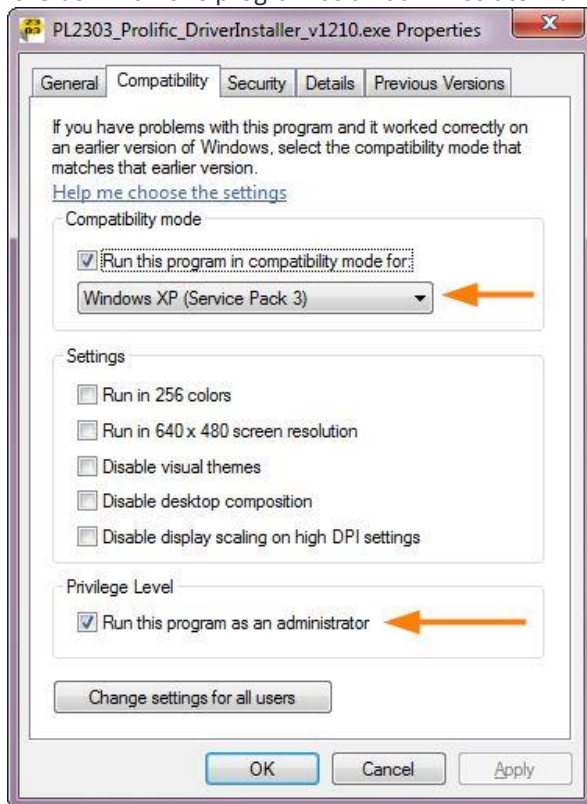 PL2303_Prolific_DriverInstaller_v1210.exe Properties
General Compatibility Security Details Previous Versions
If you have problems with this program and it worked correctly on
an earlier version of Windows, select the compatibility mode that
matches that earlier version.
Help me choose the settings
Compatibility mode
Run this program in compatibility mode for:
Windows XP (Service Pack 3)
Settings
Run in 256 colors
Run in 640 x 480 screen resolution
Disable visual themes
Disable desktop composition
Disable display scaling on high DPI settings
Privilege Level
Run this program as an administrator
Change settings for all users
OK Cancel Apply